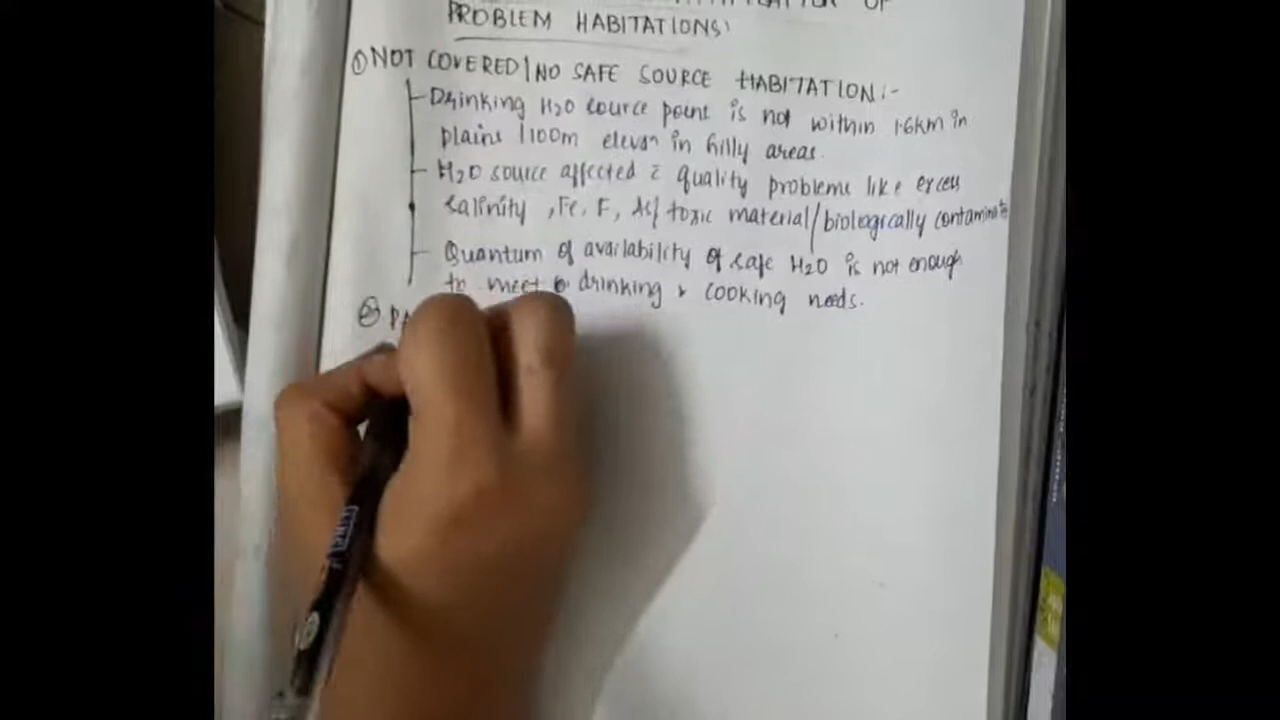 OF
PROBLEM HABITATIONS:
① NOT COVERED/NO SAFE SOURCE HABITATION:-
Drinking H2O source point is not within 1.6km in
plains /100m elevn in hilly areas.
H2O source affected c̄ quality problems like excess
salinity, Fe, F, As/ toxic material/biologically contaminate
Quantum of availability of safe H2O is not enough
to meet drinking & cooking needs.
② PA